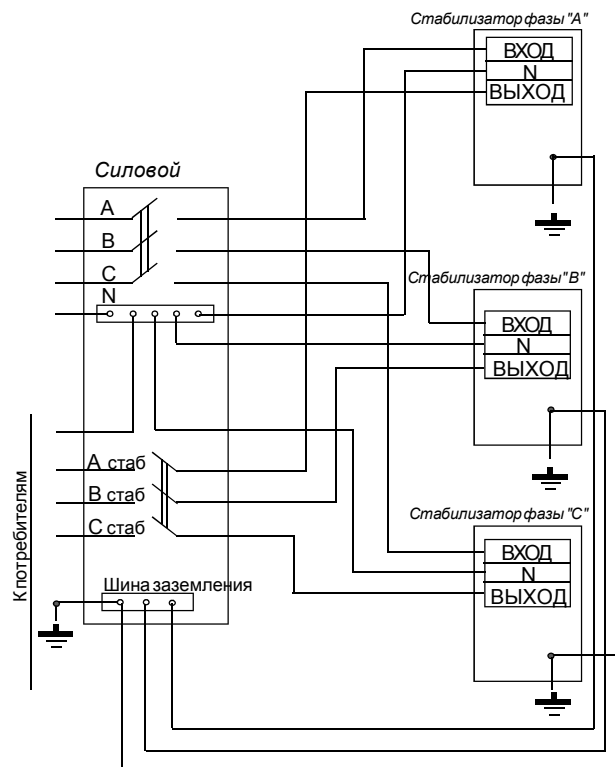 Стабилизатор фазы "А"
ВХОД
N
ВЫХОД
Силовой
А
В
С
N
Стабилизатор фазы "В"
ВХОД
N
ВЫХОД
К потребителям
А стаб
В стаб
С стаб
Стабилизатор фазы "С"
ВХОД
N
ВЫХОД
Шина заземления